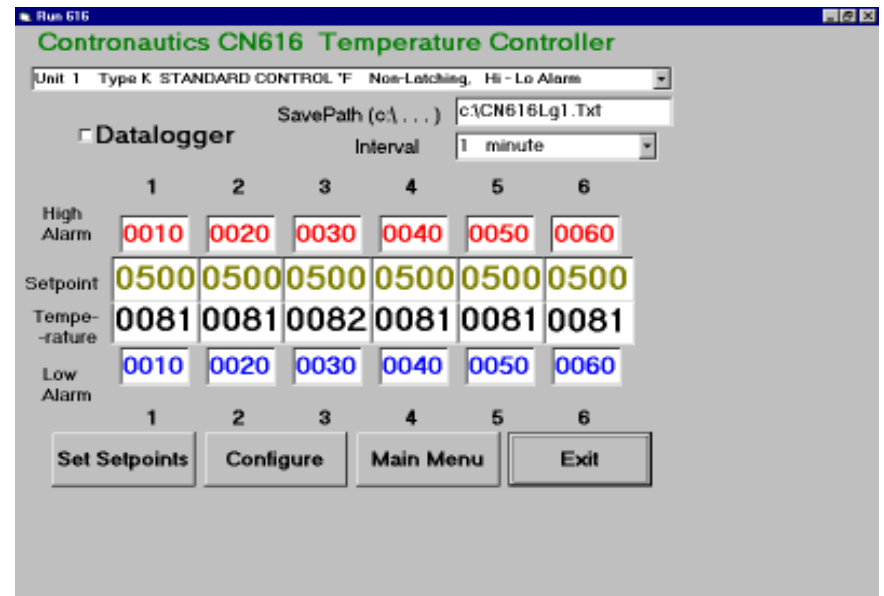 Run 616
Contronautics CN616 Temperature Controller
Unit 1 Type K STANDARD CONTROL °F Non-Latching, Hi - Lo Alarm
SavePath (c:\ . . . ) c:\CN616Lg1.Txt
Datalogger
Interval 1 minute
1 2 3 4 5 6
High Alarm 0010 0020 0030 0040 0050 0060
Setpoint 0500 0500 0500 0500 0500 0500
Tempe- -rature 0081 0081 0082 0081 0081 0081
Low Alarm 0010 0020 0030 0040 0050 0060
1 2 3 4 5 6
Set Setpoints Configure Main Menu Exit